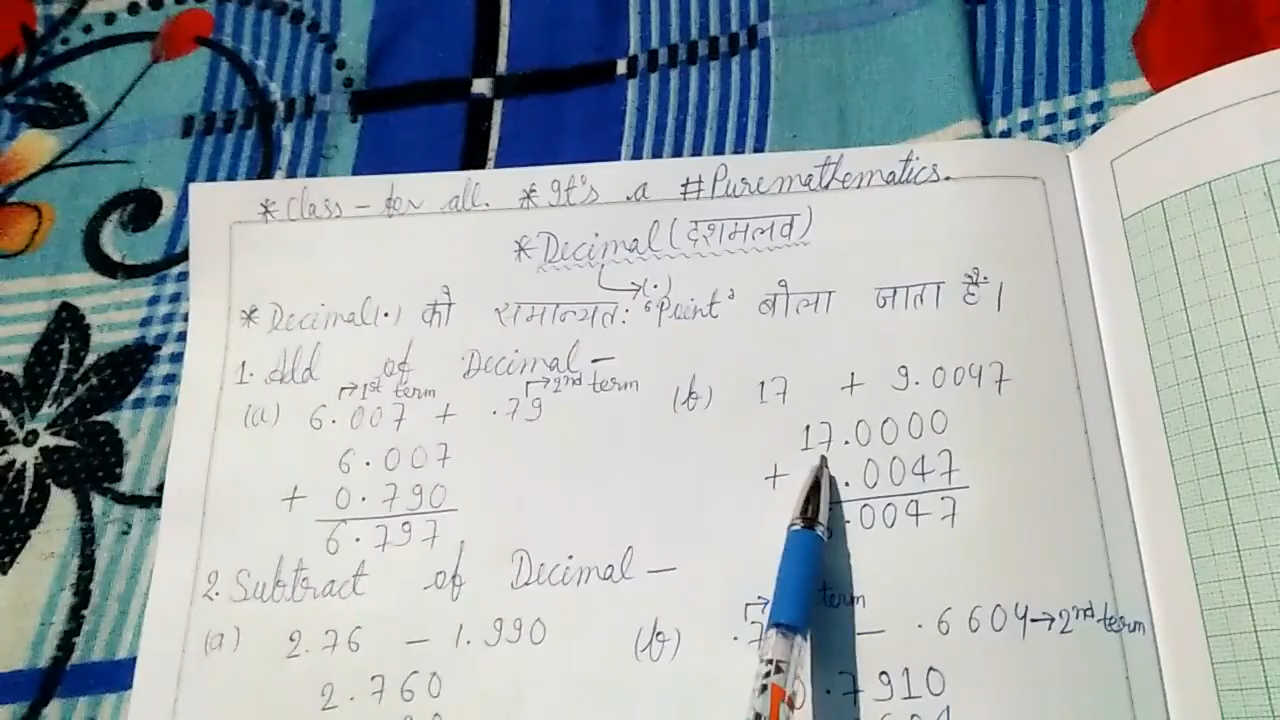 * Class - for all. * It's a #Puremathematics.
* Decimal (दशमलव)
→(.)
* Decimal(.) को समान्यत: 'Point' बोला जाता है।
1. Add of Decimal -
→1st term →2nd term
(a) 6.007 + .79
6.007
+ 0.790
6.797
(b) 17 + 9.0047
17.0000
+ .0047
.0047
2. Subtract of Decimal -
(a) 2.76 - 1.990
2.760
(b) .7 term - .6604→2nd term
.7910